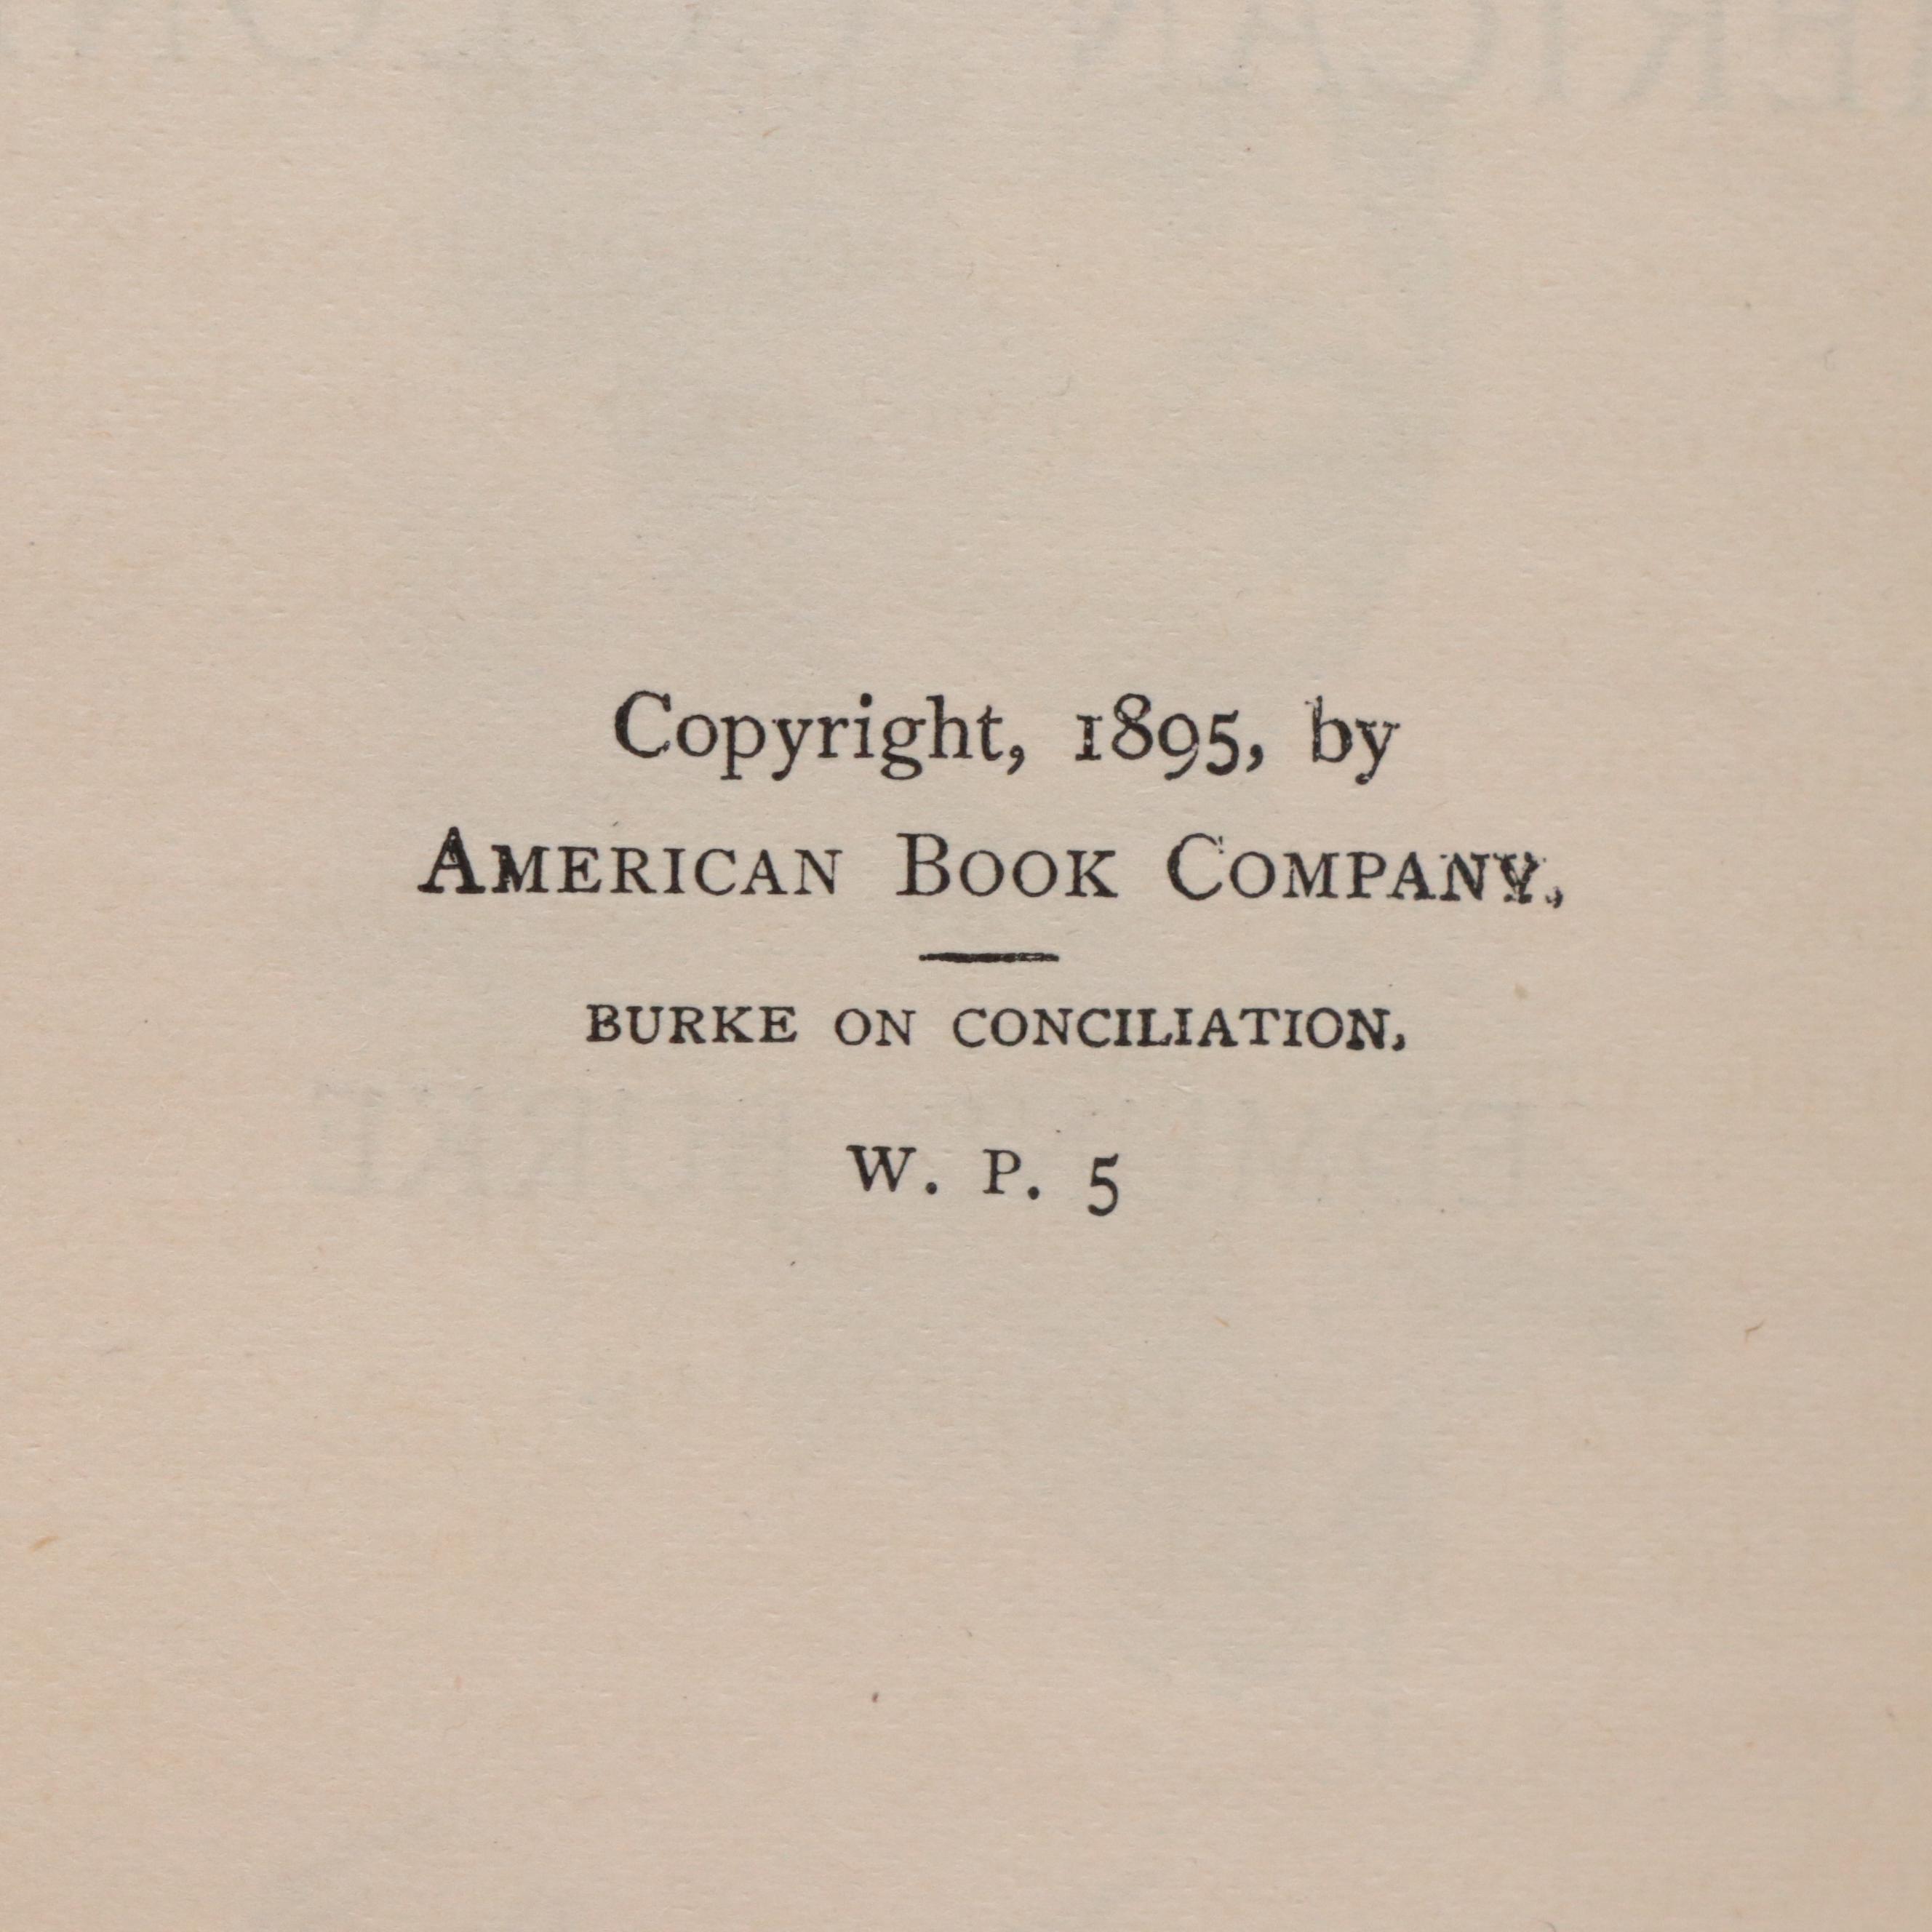 Copyright, 1895, by
AMERICAN BOOK COMPANY.
BURKE ON CONCILIATION.
W. P. 5